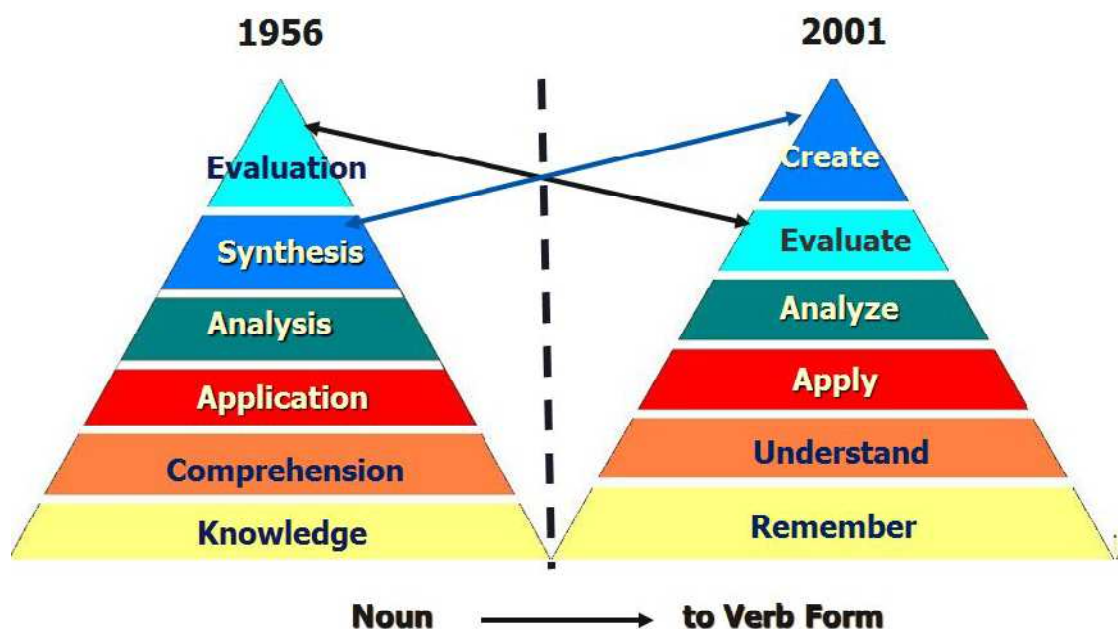 1956
2001
Evaluation
Synthesis
Analysis
Application
Comprehension
Knowledge
Create
Evaluate
Analyze
Apply
Understand
Remember
Noun to Verb Form